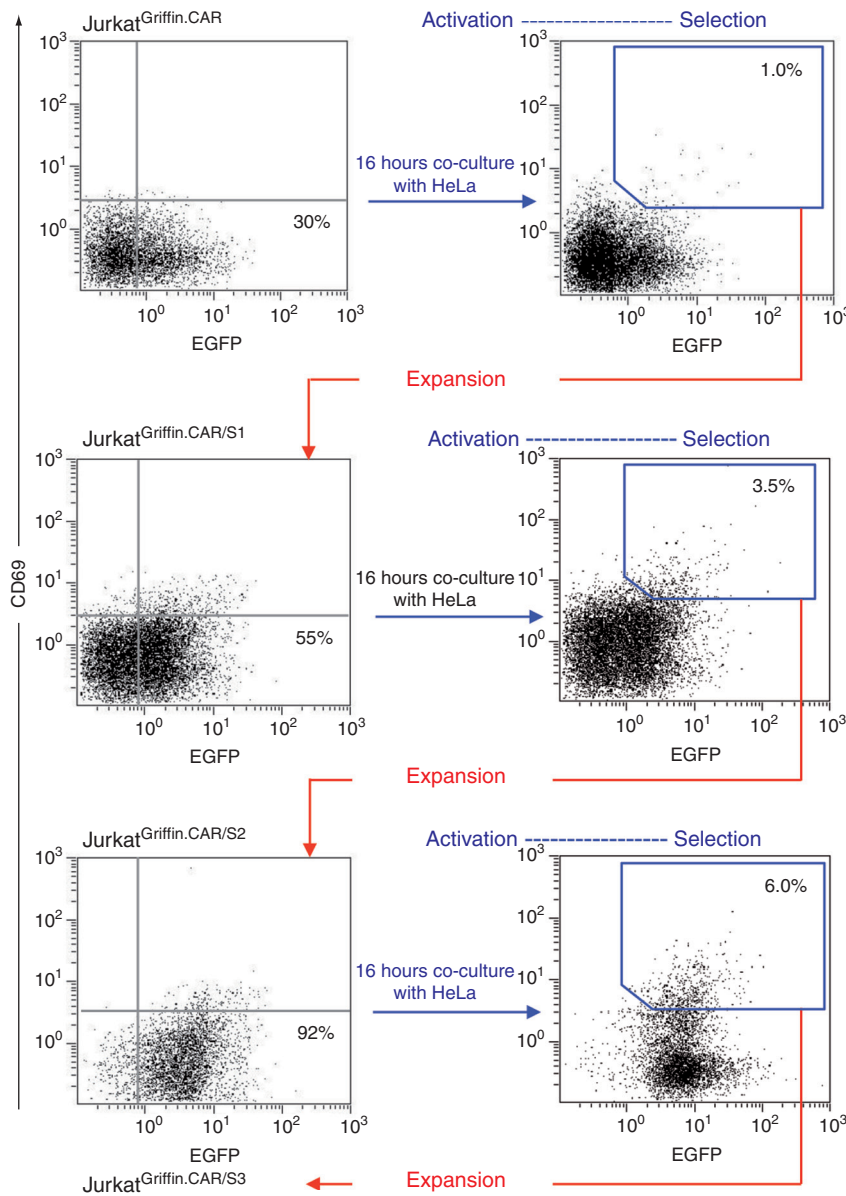 Jurkat^Griffin.CAR
Activation Selection
10^3
10^2
10^1
10^0
30%
10^0 10^1 10^2 10^3
EGFP
16 hours co-culture
with HeLa
10^3
10^2
10^1
10^0
1.0%
10^0 10^1 10^2 10^3
EGFP
Expansion
Jurkat^Griffin.CAR/S1
Activation Selection
CD69
10^3
10^2
10^1
10^0
55%
10^0 10^1 10^2 10^3
EGFP
16 hours co-culture
with HeLa
10^3
10^2
10^1
10^0
3.5%
10^0 10^1 10^2 10^3
EGFP
Expansion
Jurkat^Griffin.CAR/S2
Activation Selection
10^3
10^2
10^1
10^0
92%
10^0 10^1 10^2 10^3
EGFP
16 hours co-culture
with HeLa
10^3
10^2
10^1
10^0
6.0%
10^0 10^1 10^2 10^3
EGFP
Jurkat^Griffin.CAR/S3
Expansion